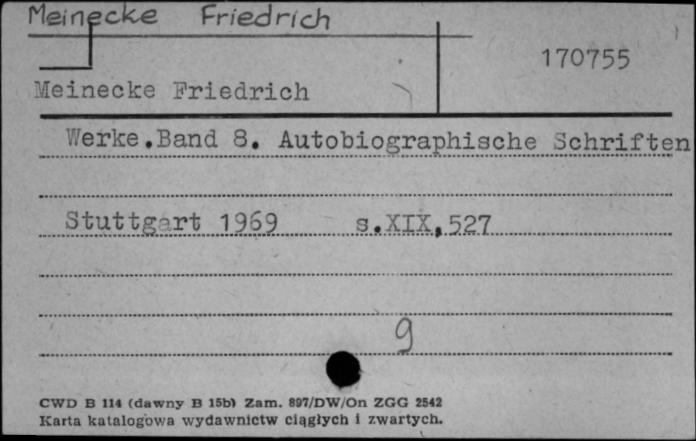 Meinecke Friedrich
170755
Meinecke Friedrich
Werke.Band 8. Autobiographische Schriften
Stuttgart 1969 s.XIX,527
9
CWD B 114 (dawny B 15b) Zam. 897/DW/On ZGG 2542
Karta katalogowa wydawnictw ciągłych i zwartych.